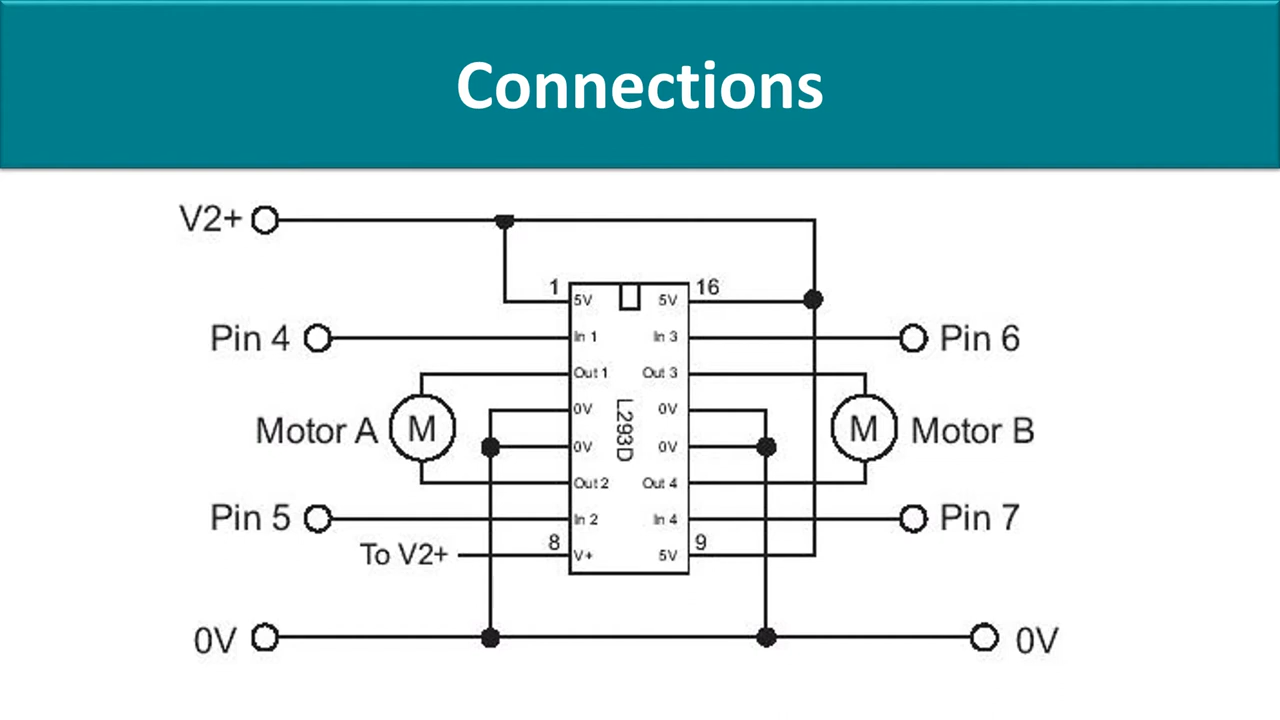 Connections
V2+
1 16
5V 5V
Pin 4 In 1 In 3 Pin 6
Out 1 Out 3
0V 0V
Motor A M L293D M Motor B
0V 0V
Out 2 Out 4
Pin 5 In 2 In 4 Pin 7
8 9
To V2+ V+ 5V
0V 0V